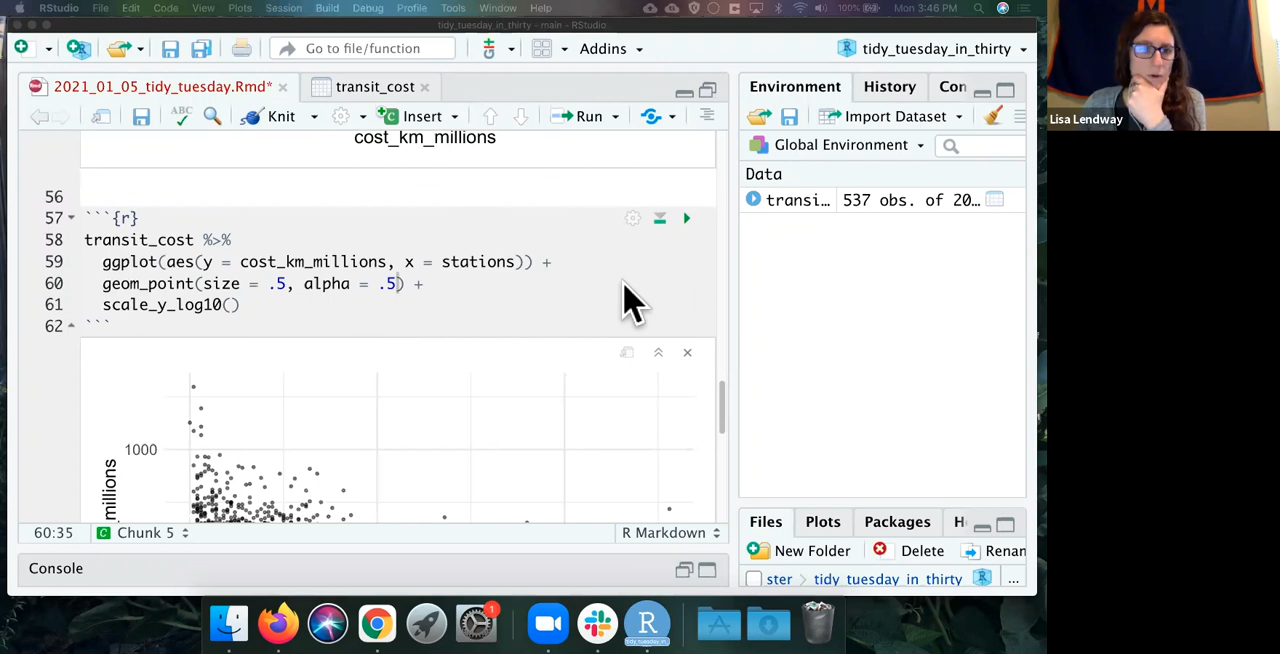 RStudio File Edit Code View Plots Session Build Debug Profile Tools Window Help 100% Mon 3:46 PM
tidy_tuesday_in_thirty - main - RStudio
Go to file/function Addins tidy_tuesday_in_thirty
2021_01_05_tidy_tuesday.Rmd* transit_cost
ABC Knit Insert Run
cost_km_millions
56
57 ```{r}
58 transit_cost %>%
59 ggplot(aes(y = cost_km_millions, x = stations)) +
60 geom_point(size = .5, alpha = .5) +
61 scale_y_log10()
62 ```
1000
millions
60:35 C Chunk 5 R Markdown
Console
Environment History Con
Import Dataset
Global Environment
Data
transi... 537 obs. of 20...
Files Plots Packages H
New Folder Delete Renan
ster > tidy_tuesday_in_thirty ...
Lisa Lendway
1
R
tidy_tuesday_in